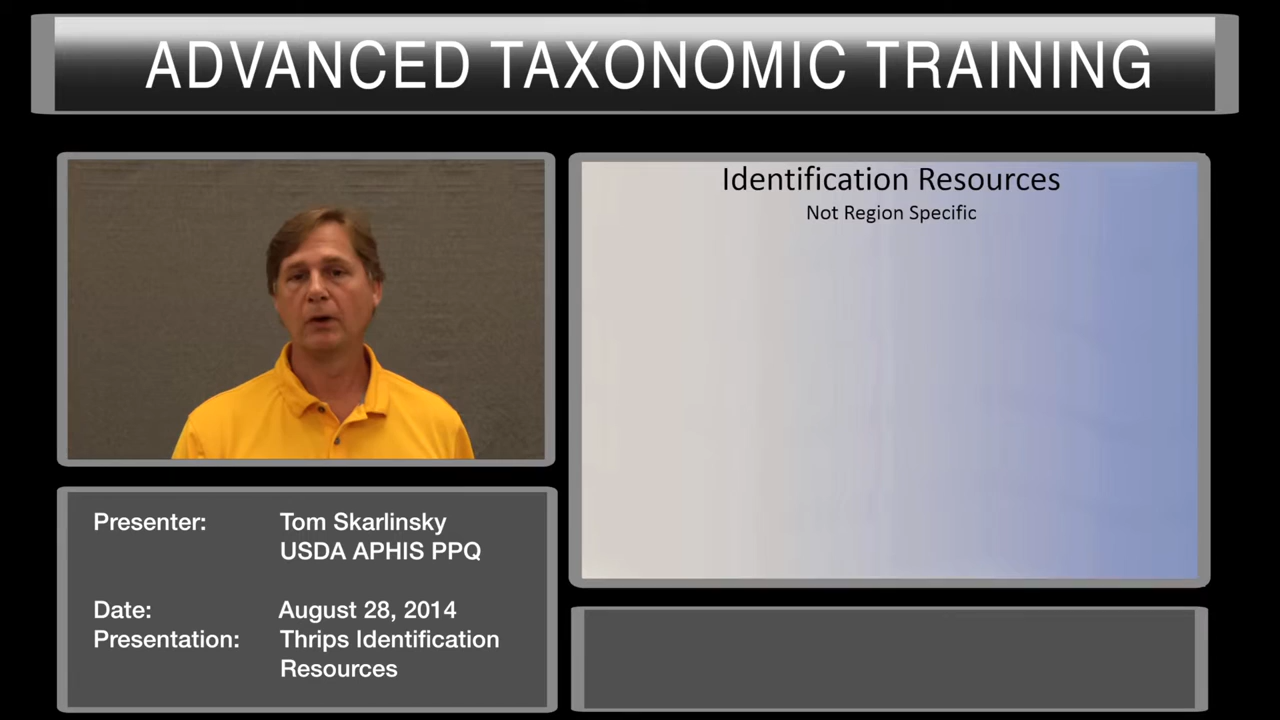 ADVANCED TAXONOMIC TRAINING
Identification Resources
Not Region Specific
Presenter: Tom Skarlinsky
USDA APHIS PPQ
Date: August 28, 2014
Presentation: Thrips Identification
Resources